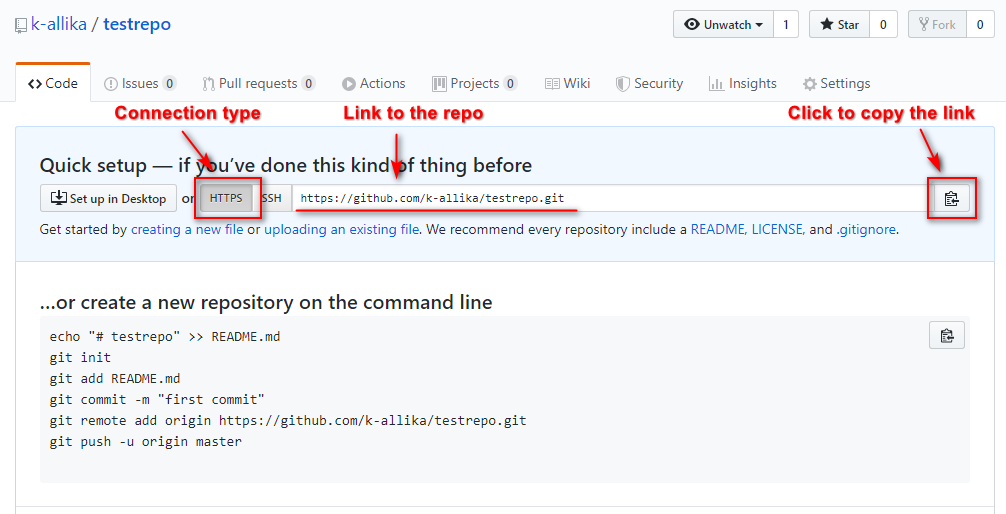 k-allika / testrepo
Unwatch 1 Star 0 Fork 0
<> Code Issues 0 Pull requests 0 Actions Projects 0 Wiki Security Insights Settings
Connection type Link to the repo Click to copy the link
Quick setup — if you've done this kind of thing before
Set up in Desktop or HTTPS SSH https://github.com/k-allika/testrepo.git
Get started by creating a new file or uploading an existing file. We recommend every repository include a README, LICENSE, and .gitignore.
…or create a new repository on the command line
echo "# testrepo" >> README.md
git init
git add README.md
git commit -m "first commit"
git remote add origin https://github.com/k-allika/testrepo.git
git push -u origin master